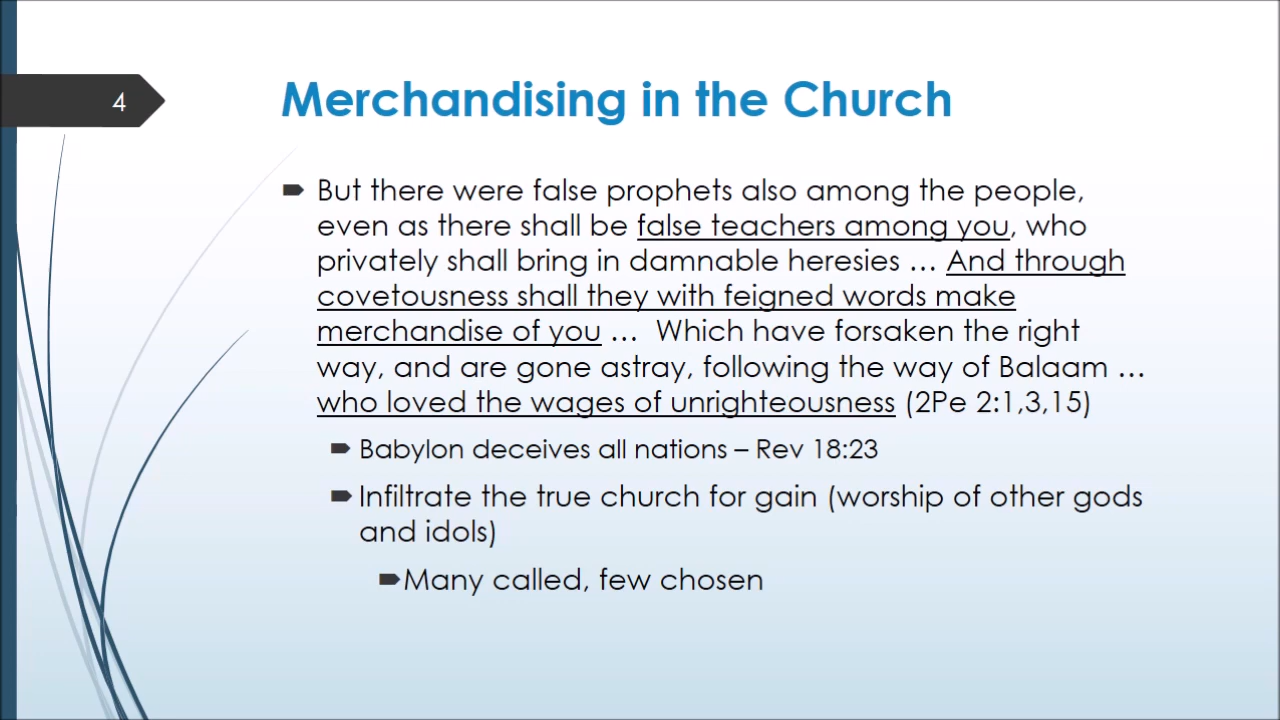 4
Merchandising in the Church
But there were false prophets also among the people,
even as there shall be false teachers among you, who
privately shall bring in damnable heresies … And through
covetousness shall they with feigned words make
merchandise of you … Which have forsaken the right
way, and are gone astray, following the way of Balaam …
who loved the wages of unrighteousness (2Pe 2:1,3,15)
Babylon deceives all nations – Rev 18:23
Infiltrate the true church for gain (worship of other gods
and idols)
Many called, few chosen